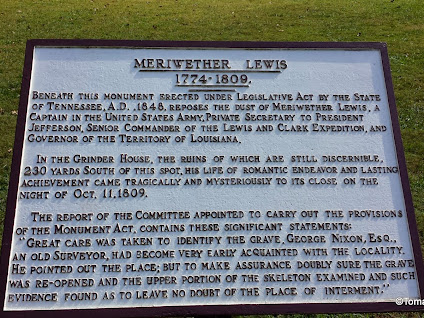 MERIWETHER LEWIS
1774-1809.
BENEATH THIS MONUMENT ERECTED UNDER LEGISLATIVE ACT BY THE STATE
OF TENNESSEE, A.D., 1848, REPOSES THE DUST OF MERIWETHER LEWIS, A
CAPTAIN IN THE UNITED STATES ARMY, PRIVATE SECRETARY TO PRESIDENT
JEFFERSON, SENIOR COMMANDER OF THE LEWIS AND CLARK EXPEDITION, AND
GOVERNOR OF THE TERRITORY OF LOUISIANA.
IN THE GRINDER HOUSE, THE RUINS OF WHICH ARE STILL DISCERNIBLE,
230 YARDS SOUTH OF THIS SPOT, HIS LIFE OF ROMANTIC ENDEAVOR AND LASTING
ACHIEVEMENT CAME TRAGICALLY AND MYSTERIOUSLY TO ITS CLOSE ON THE
NIGHT OF OCT. 11, 1809.
THE REPORT OF THE COMMITTEE APPOINTED TO CARRY OUT THE PROVISIONS
OF THE MONUMENT ACT, CONTAINS THESE SIGNIFICANT STATEMENTS:
"GREAT CARE WAS TAKEN TO IDENTIFY THE GRAVE. GEORGE NIXON, ESQ.,
AN OLD SURVEYOR, HAD BECOME VERY EARLY ACQUAINTED WITH THE LOCALITY.
HE POINTED OUT THE PLACE; BUT TO MAKE ASSURANCE DOUBLY SURE THE GRAVE
WAS RE-OPENED AND THE UPPER PORTION OF THE SKELETON EXAMINED AND SUCH
EVIDENCE FOUND AS TO LEAVE NO DOUBT OF THE PLACE OF INTERMENT."